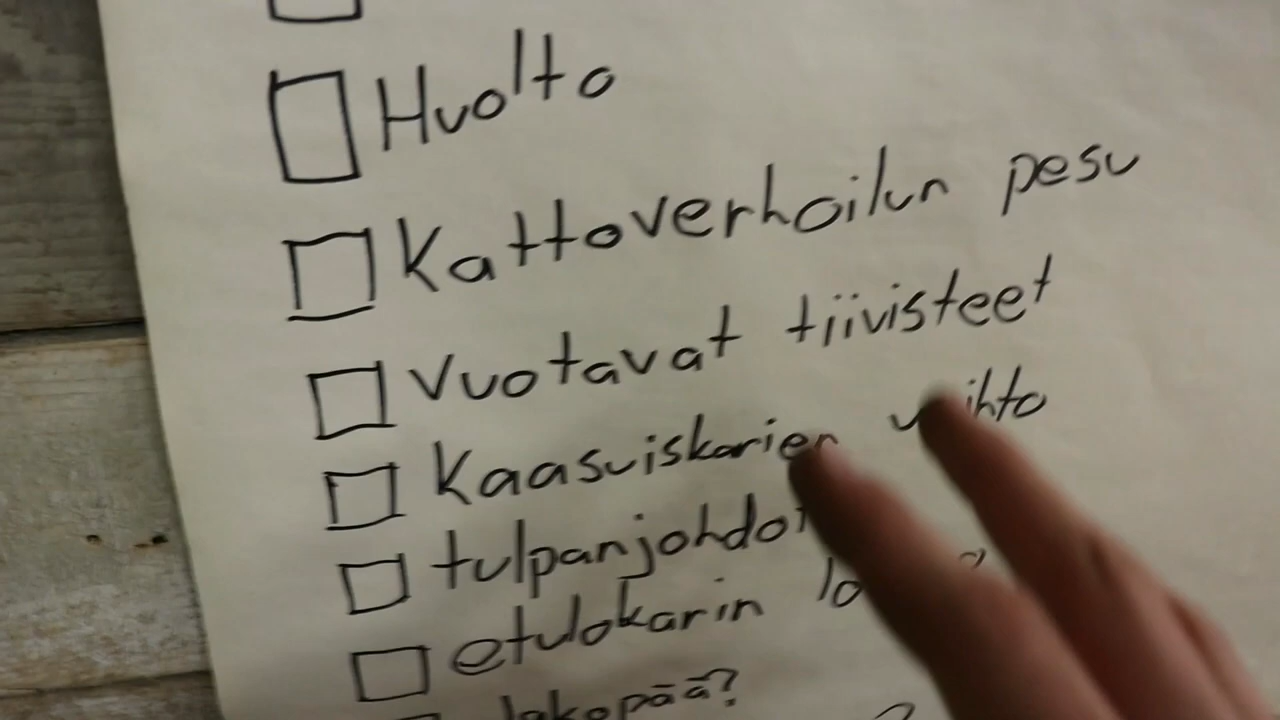 Huolto
Kattoverhoilun pesu
Vuotavat tiivisteet
Kaasuiskarien
tulpanjohdot
etulokarin
Jakopää?